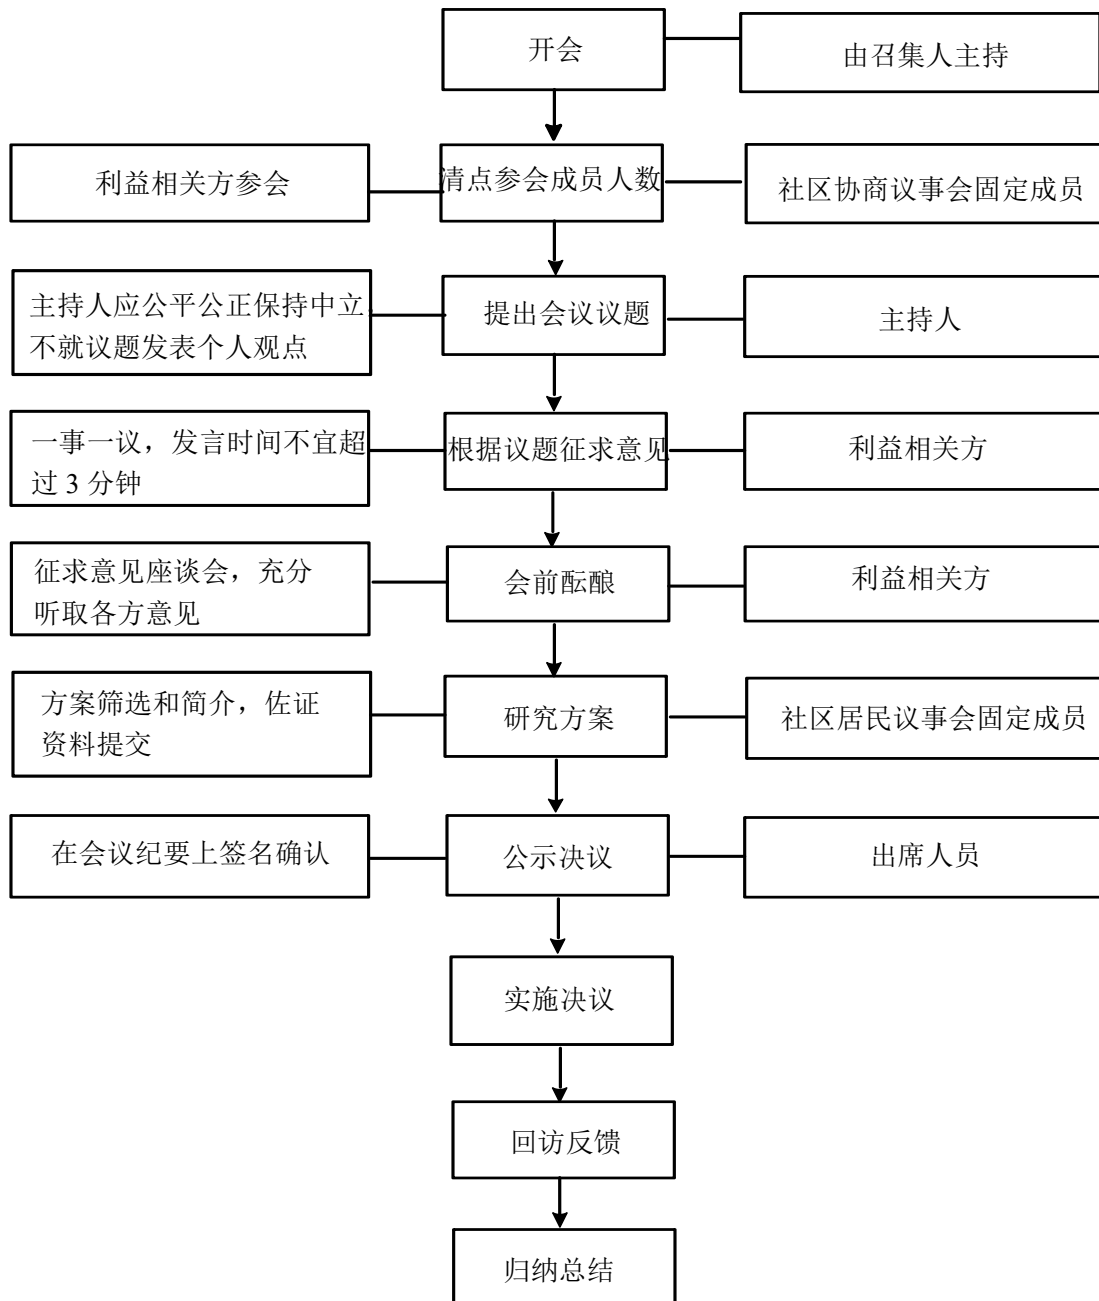 开会
由召集人主持
利益相关方参会
清点参会成员人数
社区协商议事会固定成员
主持人应公平公正保持中立
不就议题发表个人观点
提出会议议题
主持人
一事一议，发言时间不宜超
过 3 分钟
根据议题征求意见
利益相关方
征求意见座谈会，充分
听取各方意见
会前酝酿
利益相关方
方案筛选和简介，佐证
资料提交
研究方案
社区居民议事会固定成员
在会议纪要上签名确认
公示决议
出席人员
实施决议
回访反馈
归纳总结